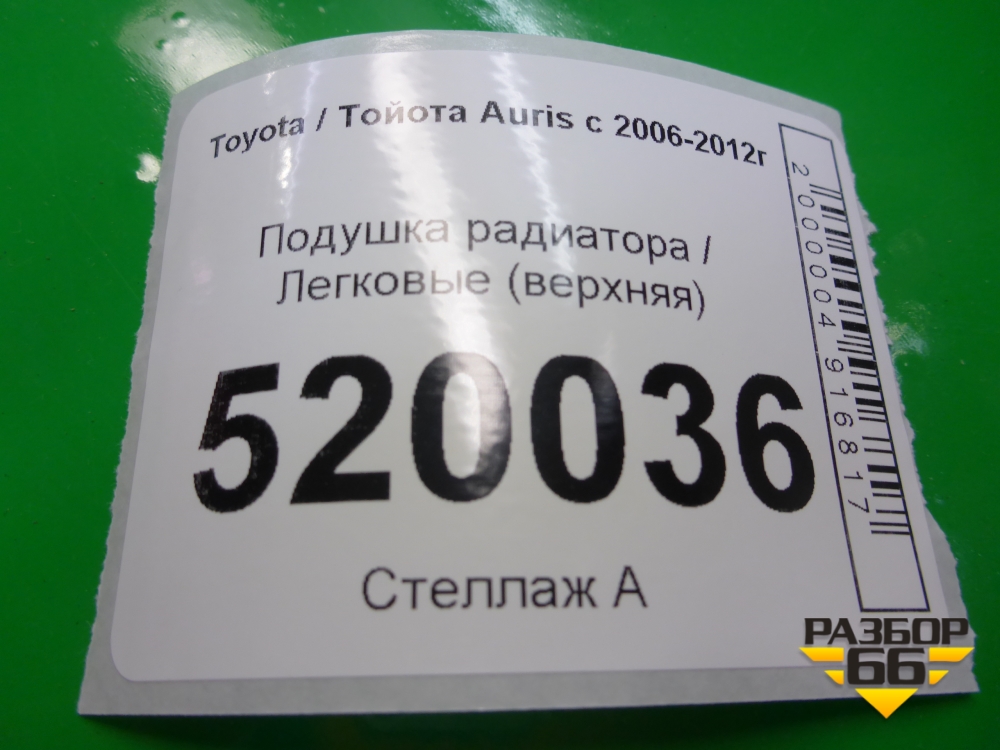 Toyota / Тойота Auris с 2006-2012г
Подушка радиатора /
Легковые (верхняя)
520036
Стеллаж А
2000004916817
РАЗБОР
66